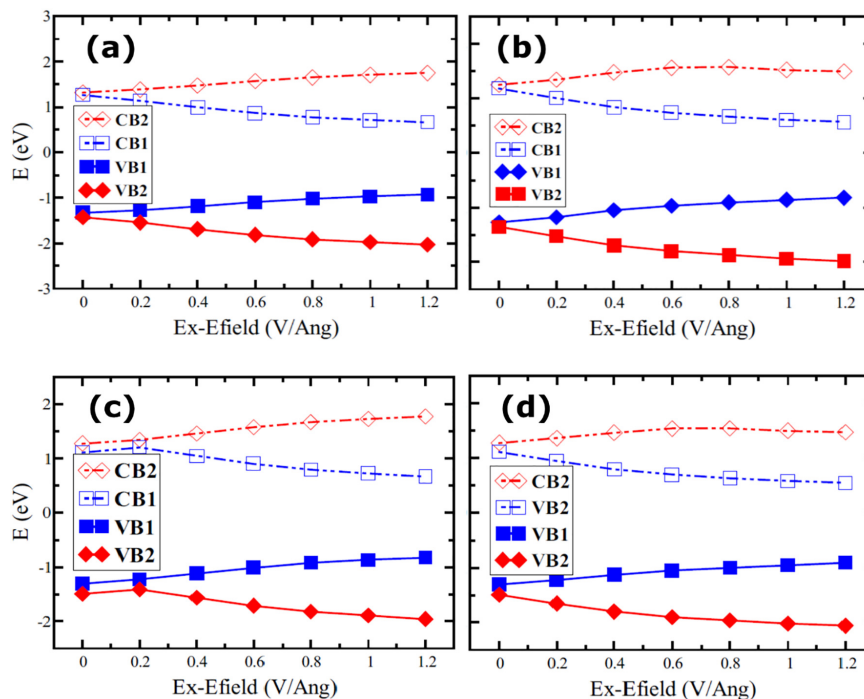 (a)
3
2
1
0
-1
-2
-3
E (eV)
CB2
CB1
VB1
VB2
0 0.2 0.4 0.6 0.8 1 1.2
Ex-Efield (V/Ang)
(b)
CB2
CB1
VB1
VB2
0 0.2 0.4 0.6 0.8 1 1.2
Ex-Efield (V/Ang)
(c)
2
1
0
-1
-2
E (eV)
CB2
CB1
VB1
VB2
0 0.2 0.4 0.6 0.8 1 1.2
Ex-Efield (V/Ang)
(d)
CB2
VB2
VB1
VB2
0 0.2 0.4 0.6 0.8 1 1.2
Ex-Efield (V/Ang)